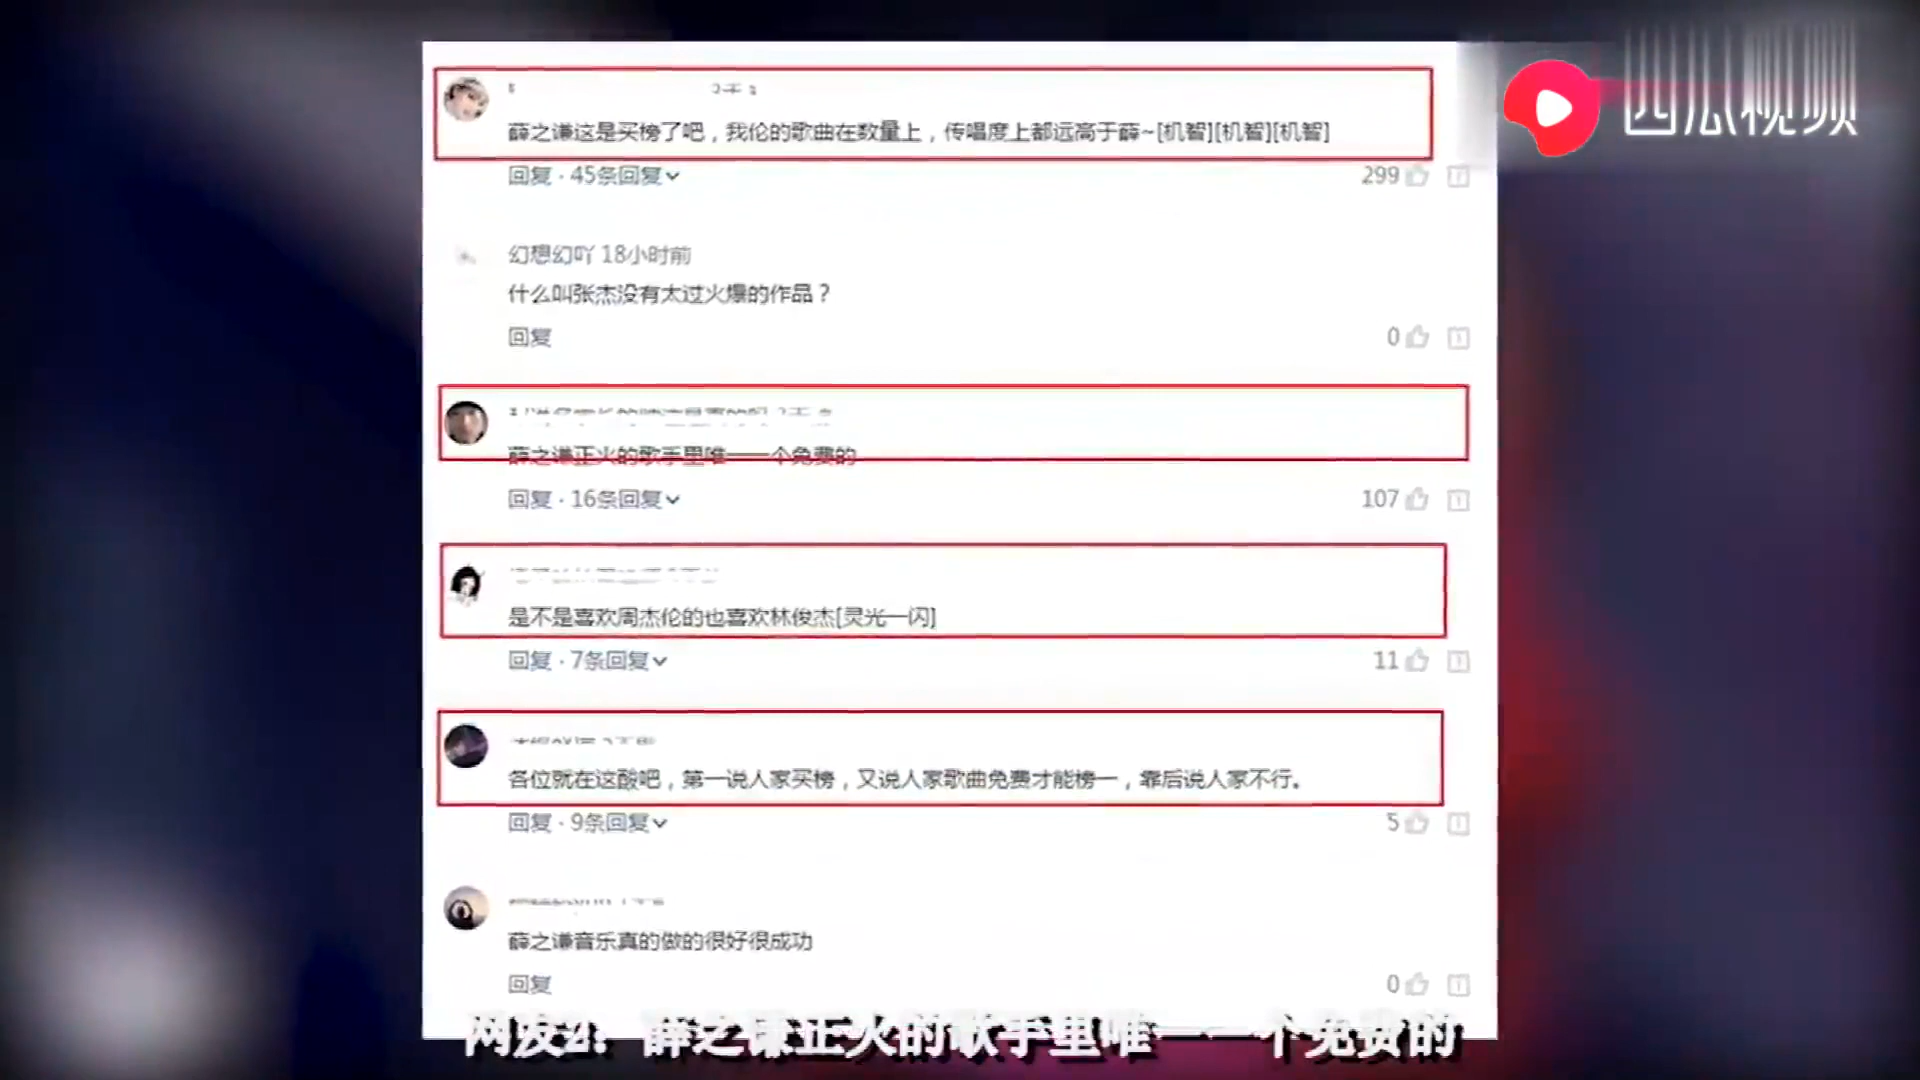 西瓜视频
薛之谦这是买榜了吧，我伦的歌曲在数量上，传唱度上都远高于薛~[机智][机智][机智]
回复 · 45条回复
299
幻想幻吖 18小时前
什么叫张杰没有太过火爆的作品？
回复
0
薛之谦正火的歌手里唯一一个免费的
回复 · 16条回复
107
是不是喜欢周杰伦的也喜欢林俊杰[灵光一闪]
回复 · 7条回复
11
各位就在这酸吧，第一说人家买榜，又说人家歌曲免费才能榜一，靠后说人家不行。
回复 · 9条回复
5
薛之谦音乐真的做的很好很成功
回复
0
网友2：薛之谦正火的歌手里唯一一个免费的